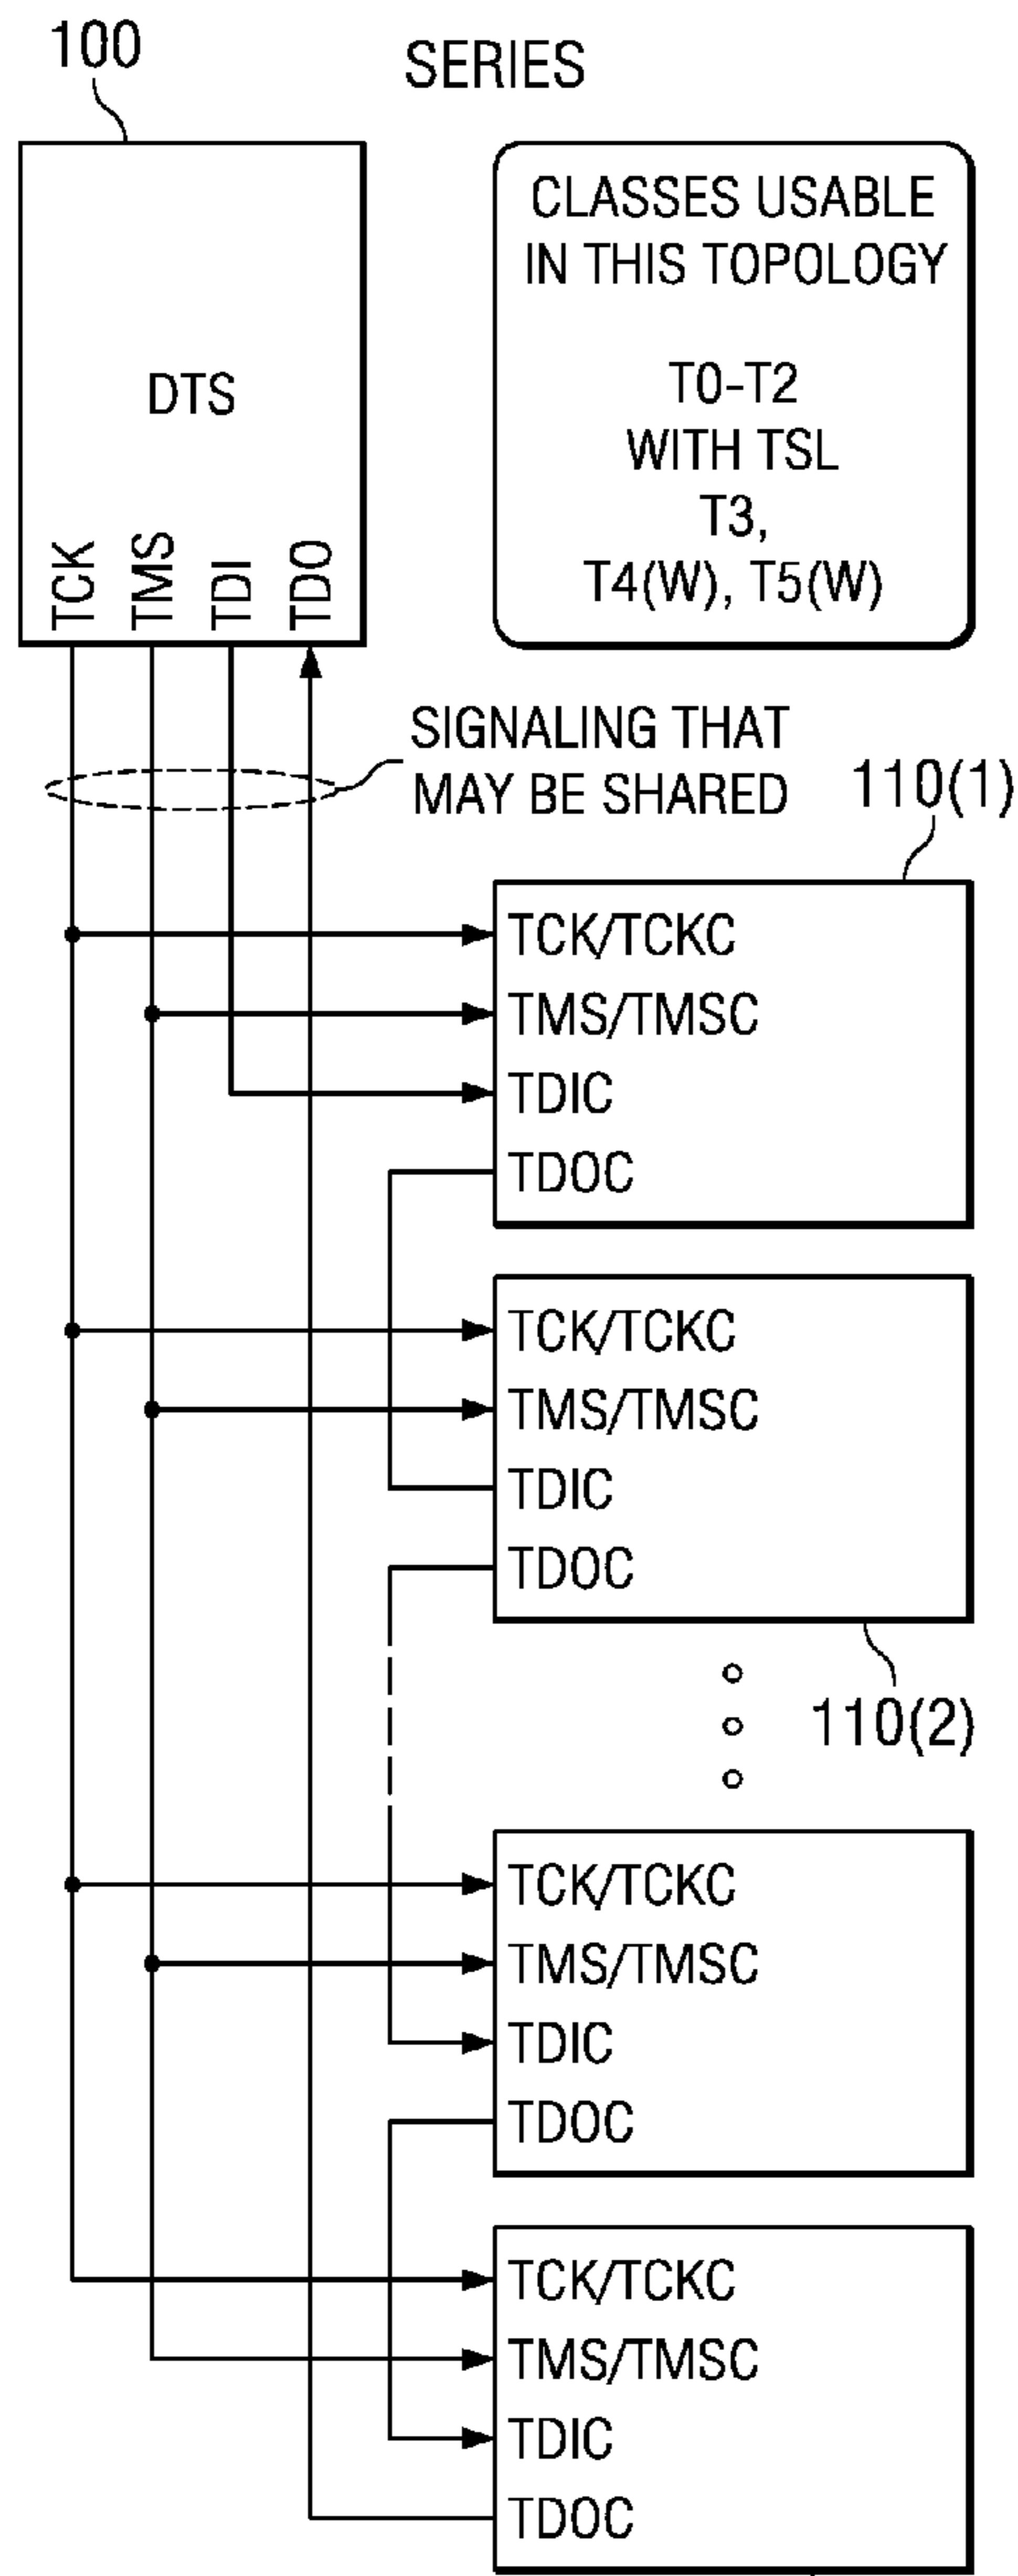 100
SERIES
CLASSES USABLE
IN THIS TOPOLOGY
T0-T2
WITH TSL
T3,
T4(W), T5(W)
DTS
TCK
TMS
TDI
TDO
SIGNALING THAT
MAY BE SHARED
110(1)
TCK/TCKC
TMS/TMSC
TDIC
TDOC
TCK/TCKC
TMS/TMSC
TDIC
TDOC
110(2)
TCK/TCKC
TMS/TMSC
TDIC
TDOC
TCK/TCKC
TMS/TMSC
TDIC
TDOC